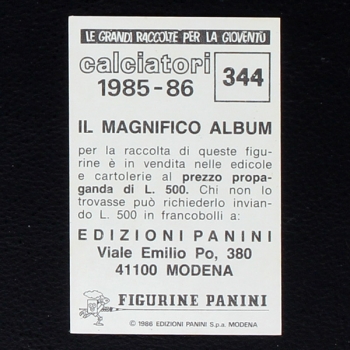 LE GRANDI RACCOLTE PER LA GIOVENTÙ
calciatori
1985-86
344
IL MAGNIFICO ALBUM
per la raccolta di queste figu-
rine è in vendita nelle edicole
e cartolerie al prezzo propa-
ganda di L. 500. Chi non lo
trovasse può richiederlo invian-
do L. 500 in francobolli a:
EDIZIONI PANINI
Viale Emilio Po, 380
41100 MODENA
FIGURINE PANINI
© 1986 EDIZIONI PANINI S.p.a. MODENA